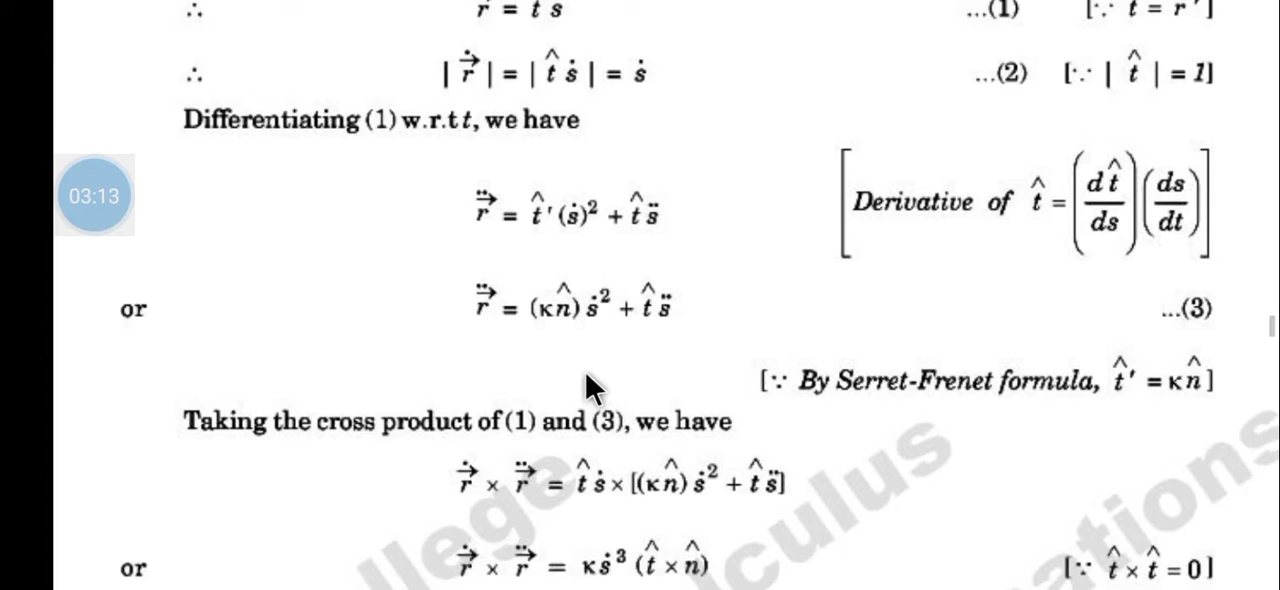 ∴ ṙ = t s ...(1) [∵ t = r']
∴ | ṙ⃗ | = | t̂ ṡ | = ṡ ...(2) [∵ | t̂ | = 1]
Differentiating (1) w.r.t t, we have
r̈⃗ = t̂ ' (ṡ)² + t̂ s̈ [Derivative of t̂ = (d t̂ / ds) (ds / dt)]
03:13
or r̈⃗ = (κn̂) ṡ² + t̂ s̈ ...(3)
[∵ By Serret-Frenet formula, t̂ ' = κn̂ ]
Taking the cross product of (1) and (3), we have
ṙ⃗ × r̈⃗ = t̂ ṡ × [(κn̂) ṡ² + t̂ s̈]
or ṙ⃗ × r̈⃗ = κṡ³ (t̂ × n̂) [∵ t̂ × t̂ = 0]